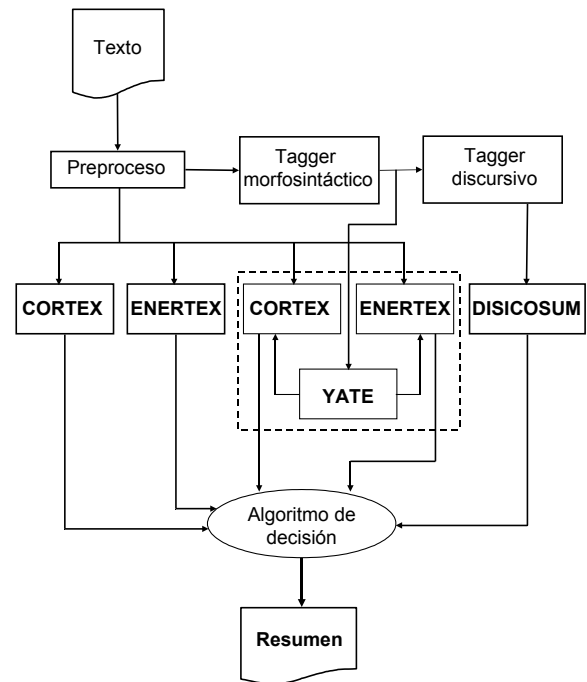 Texto
Preproceso
Tagger
morfosintáctico
Tagger
discursivo
CORTEX
ENERTEX
CORTEX
ENERTEX
DISICOSUM
YATE
Algoritmo de
decisión
Resumen